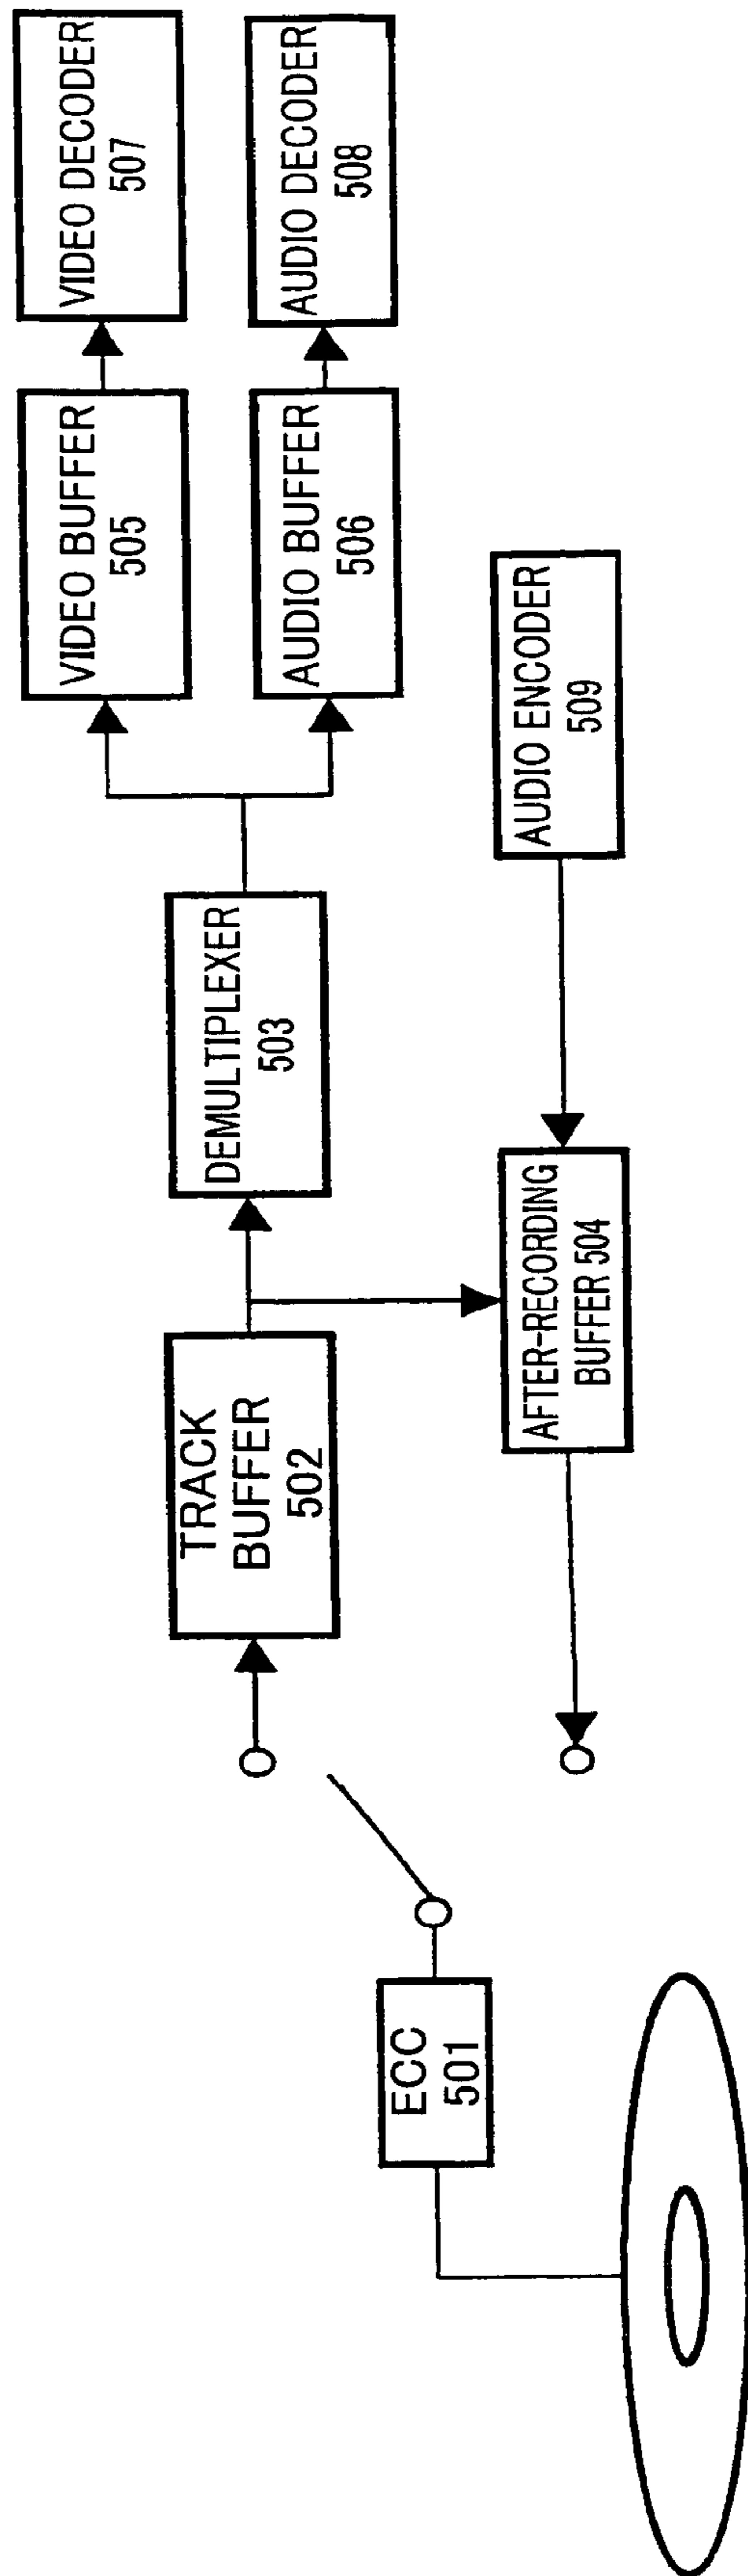 ECC
501
TRACK
BUFFER
502
DEMULTIPLEXER
503
AFTER-RECORDING
BUFFER 504
VIDEO BUFFER
505
AUDIO BUFFER
506
VIDEO DECODER
507
AUDIO DECODER
508
AUDIO ENCODER
509